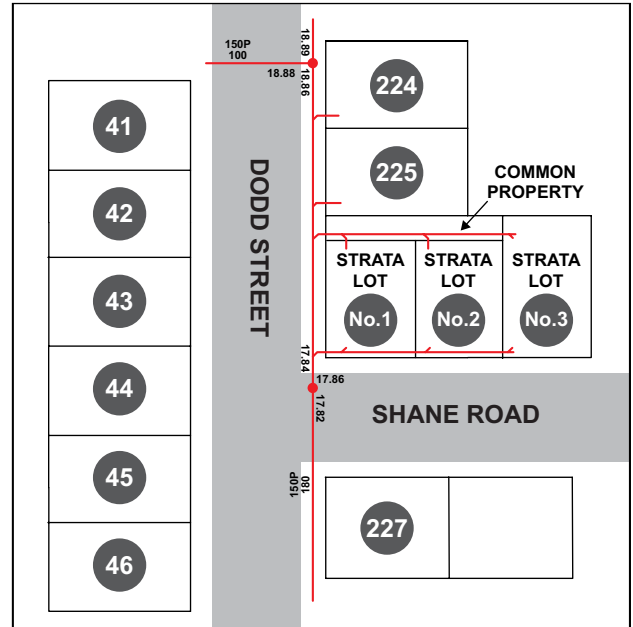 150P
100
18.88
18.89
18.86
41
42
43
44
45
46
DODD STREET
224
225
COMMON
PROPERTY
STRATA
LOT
No.1
STRATA
LOT
No.2
STRATA
LOT
No.3
17.84
17.86
17.82
SHANE ROAD
180
150P
227